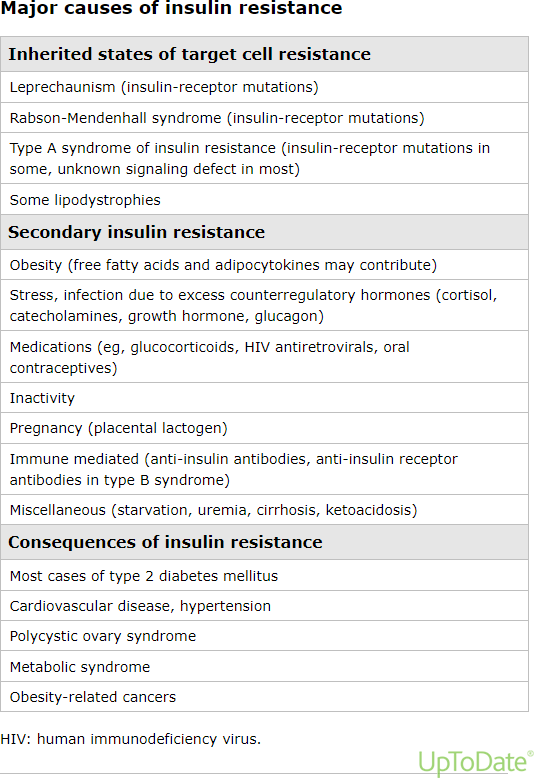 Major causes of insulin resistance
Inherited states of target cell resistance
Leprechaunism (insulin-receptor mutations)
Rabson-Mendenhall syndrome (insulin-receptor mutations)
Type A syndrome of insulin resistance (insulin-receptor mutations in
some, unknown signaling defect in most)
Some lipodystrophies
Secondary insulin resistance
Obesity (free fatty acids and adipocytokines may contribute)
Stress, infection due to excess counterregulatory hormones (cortisol,
catecholamines, growth hormone, glucagon)
Medications (eg, glucocorticoids, HIV antiretrovirals, oral
contraceptives)
Inactivity
Pregnancy (placental lactogen)
Immune mediated (anti-insulin antibodies, anti-insulin receptor
antibodies in type B syndrome)
Miscellaneous (starvation, uremia, cirrhosis, ketoacidosis)
Consequences of insulin resistance
Most cases of type 2 diabetes mellitus
Cardiovascular disease, hypertension
Polycystic ovary syndrome
Metabolic syndrome
Obesity-related cancers
HIV: human immunodeficiency virus.
UpToDate®